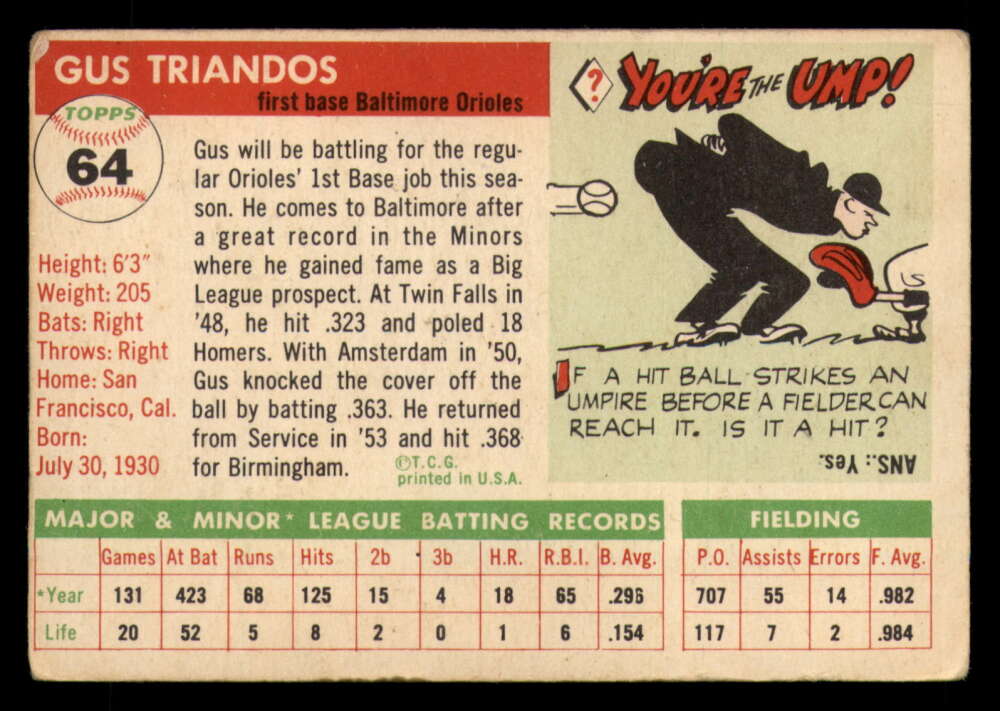 GUS TRIANDOS
first base Baltimore Orioles
TOPPS
64
Height: 6'3"
Weight: 205
Bats: Right
Throws: Right
Home: San
Francisco, Cal.
Born:
July 30, 1930
Gus will be battling for the regu-
lar Orioles' 1st Base job this sea-
son. He comes to Baltimore after
a great record in the Minors
where he gained fame as a Big
League prospect. At Twin Falls in
'48, he hit .323 and poled 18
Homers. With Amsterdam in '50,
Gus knocked the cover off the
ball by batting .363. He returned
from Service in '53 and hit .368
for Birmingham.
©T.C.G.
printed in U.S.A.
? YOU'RE THE UMP!
IF A HIT BALL STRIKES AN
UMPIRE BEFORE A FIELDER CAN
REACH IT. IS IT A HIT?
ANS.: Yes.
MAJOR & MINOR* LEAGUE BATTING RECORDS FIELDING
Games At Bat Runs Hits 2b 3b H.R. R.B.I. B. Avg. P.O. Assists Errors F. Avg.
*Year 131 423 68 125 15 4 18 65 .296 707 55 14 .982
Life 20 52 5 8 2 0 1 6 .154 117 7 2 .984